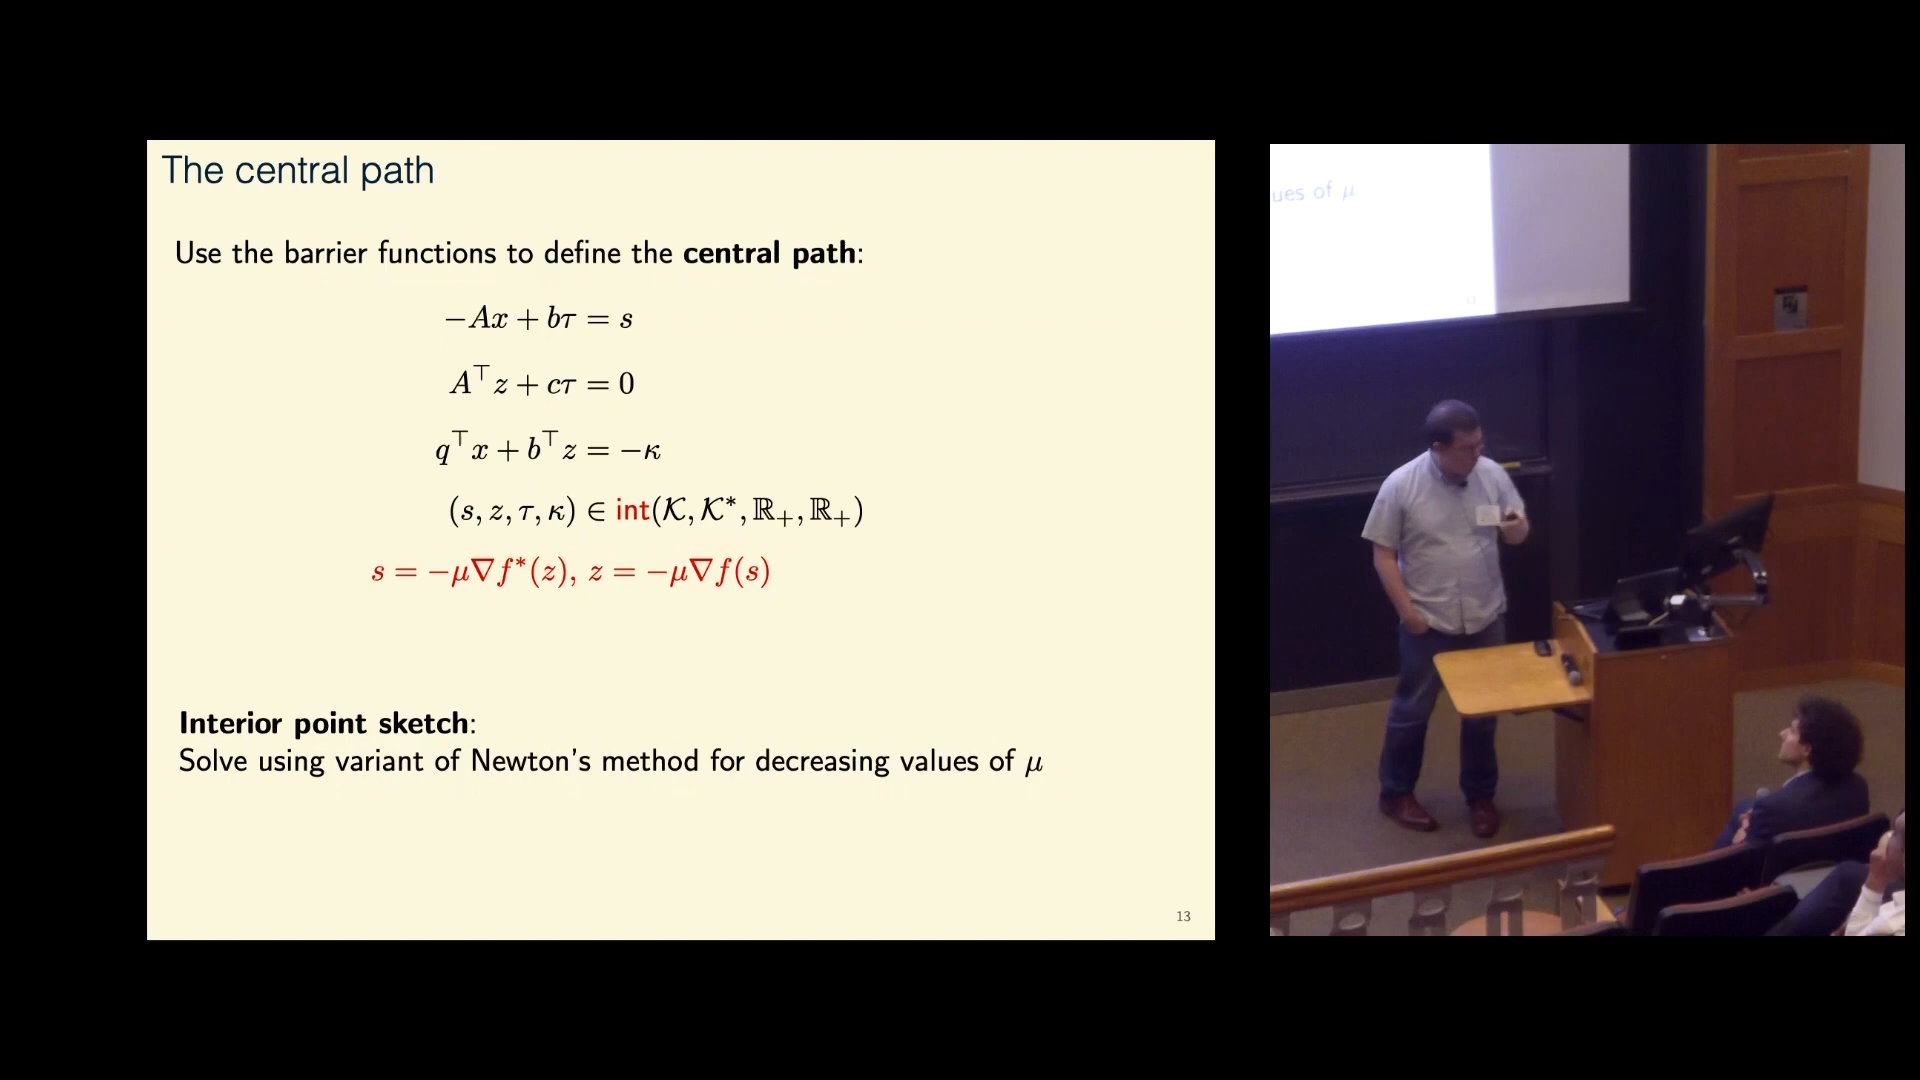 The central path
Use the barrier functions to define the central path:
−Ax + bτ = s
A⊤z + cτ = 0
q⊤x + b⊤z = −κ
(s, z, τ, κ) ∈ int(𝒦, 𝒦*, ℝ₊, ℝ₊)
s = −μ∇f*(z), z = −μ∇f(s)
Interior point sketch:
Solve using variant of Newton's method for decreasing values of μ
13
ues of μ